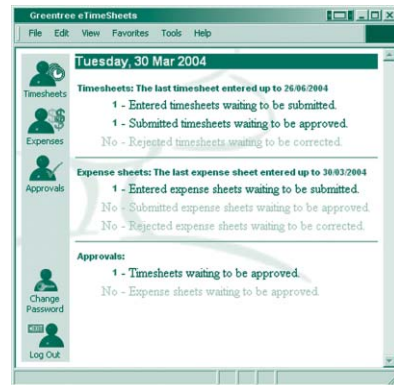 Greentree eTimeSheets
File Edit View Favorites Tools Help
Tuesday, 30 Mar 2004
Timesheets
Timesheets: The last timesheet entered up to 26/06/2004
1 - Entered timesheets waiting to be submitted.
1 - Submitted timesheets waiting to be approved.
No - Rejected timesheets waiting to be corrected.
Expenses
Expense sheets: The last expense sheet entered up to 30/03/2004
1 - Entered expense sheets waiting to be submitted.
No - Submitted expense sheets waiting to be approved.
No - Rejected expense sheets waiting to be corrected.
Approvals
Approvals:
1 - Timesheets waiting to be approved.
No - Expense sheets waiting to be approved.
Change
Password
EXIT
Log Out